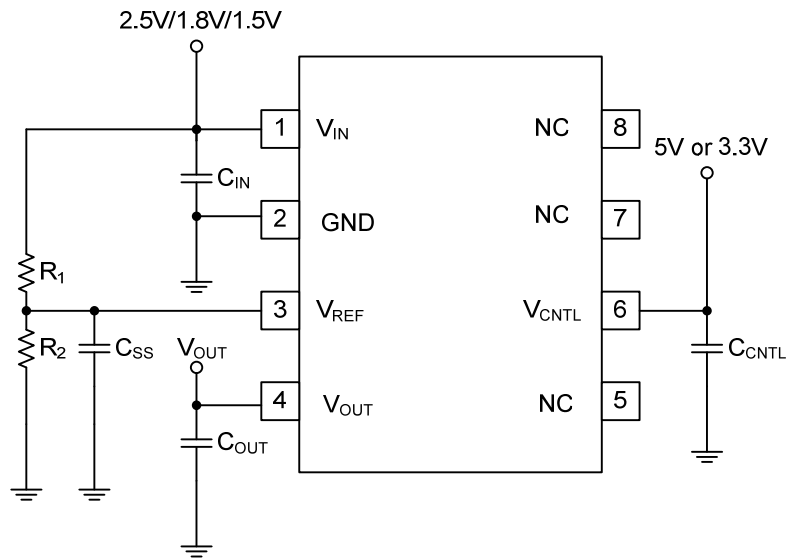 2.5V/1.8V/1.5V
1 VIN NC 8
5V or 3.3V
CIN
2 GND NC 7
R1
3 VREF VCNTL 6
R2 CSS VOUT CCNTL
4 VOUT NC 5
COUT